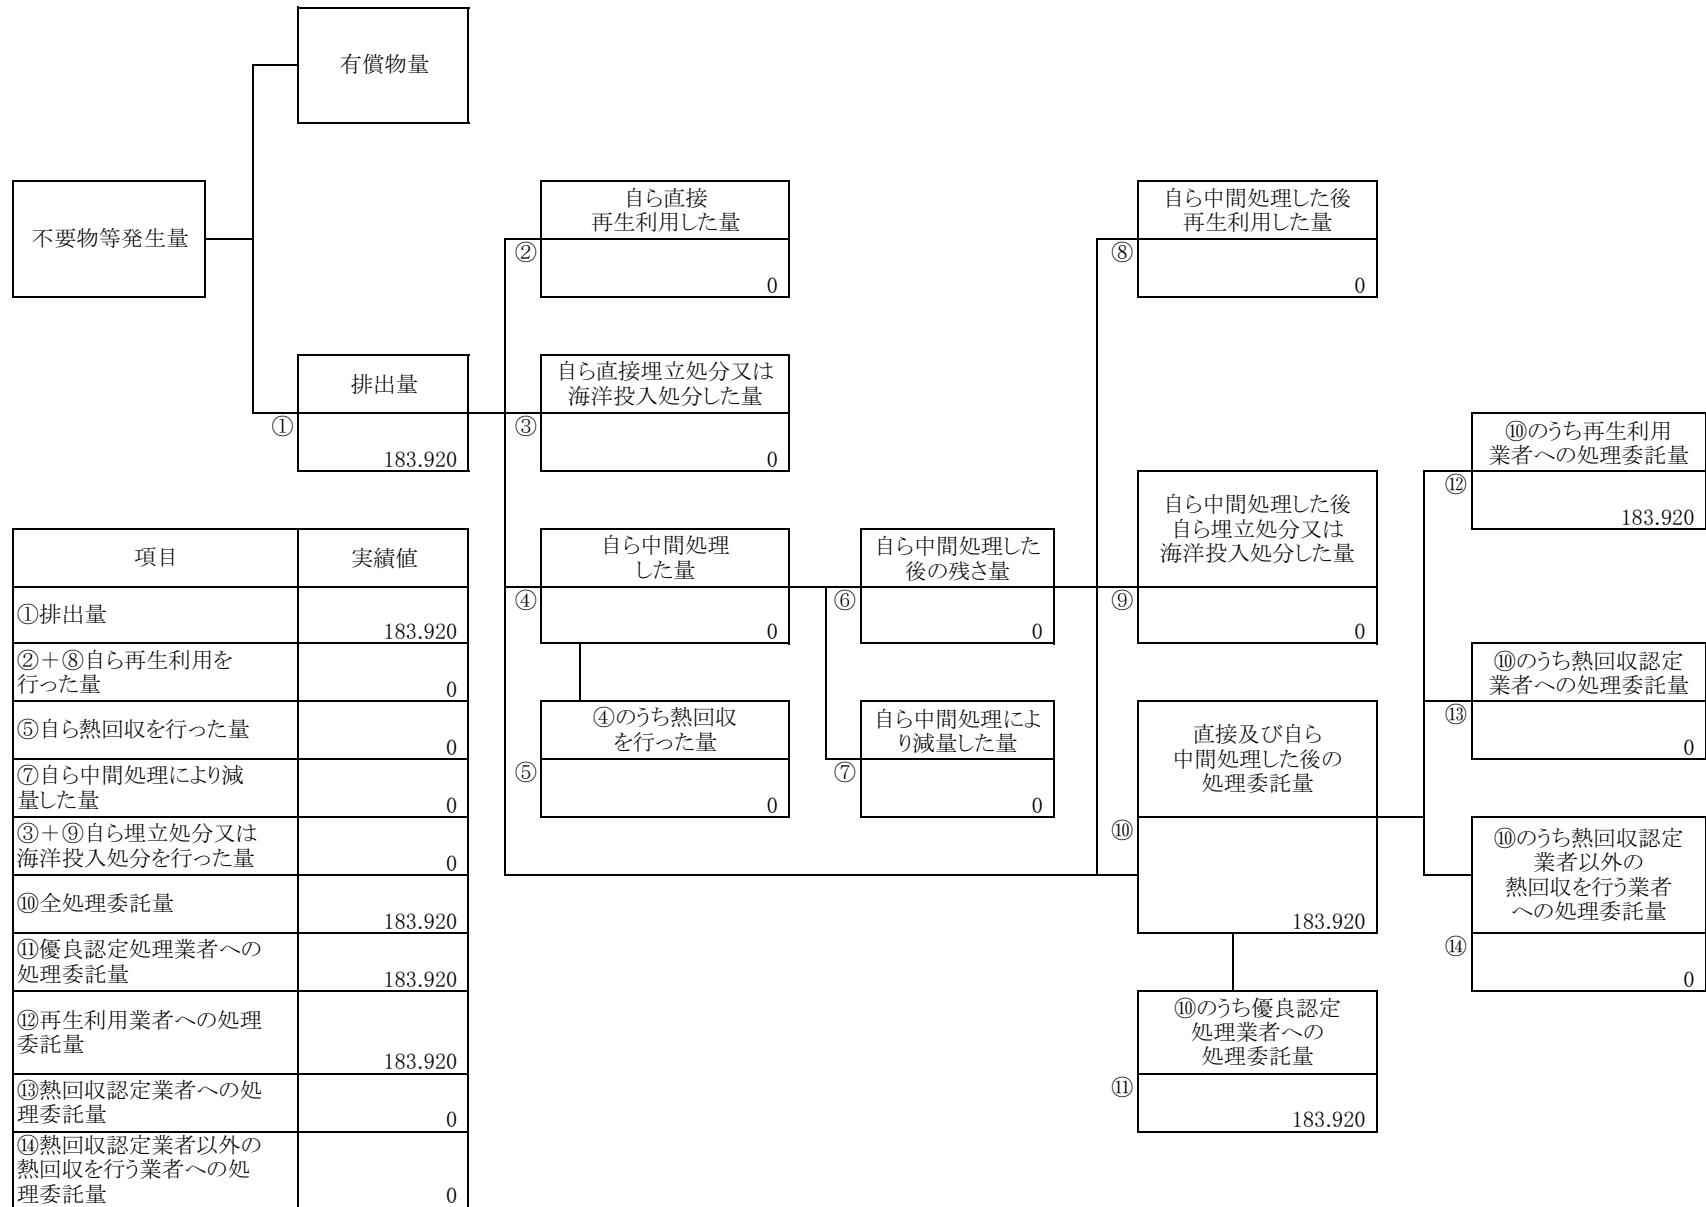 有償物量
不要物等発生量
自ら直接
再生利用した量
②
0
自ら中間処理した後
再生利用した量
⑧
0
排出量
①
183.920
自ら直接埋立処分又は
海洋投入処分した量
③
0
⑩のうち再生利用
業者への処理委託量
⑫
183.920
自ら中間処理
した量
④
0
自ら中間処理した
後の残さ量
⑥
0
自ら中間処理した後
自ら埋立処分又は
海洋投入処分した量
⑨
0
⑩のうち熱回収認定
業者への処理委託量
⑬
0
④のうち熱回収
を行った量
⑤
0
自ら中間処理によ
り減量した量
⑦
0
直接及び自ら
中間処理した後の
処理委託量
⑩
183.920
⑩のうち熱回収認定
業者以外の
熱回収を行う業者
への処理委託量
⑭
0
⑩のうち優良認定
処理業者への
処理委託量
⑪
183.920
項目 実績値
①排出量
183.920
②+⑧自ら再生利用を
行った量
0
⑤自ら熱回収を行った量
0
⑦自ら中間処理により減
量した量
0
③+⑨自ら埋立処分又は
海洋投入処分を行った量
0
⑩全処理委託量
183.920
⑪優良認定処理業者への
処理委託量
183.920
⑫再生利用業者への処理
委託量
183.920
⑬熱回収認定業者への処
理委託量
0
⑭熱回収認定業者以外の
熱回収を行う業者への処
理委託量
0